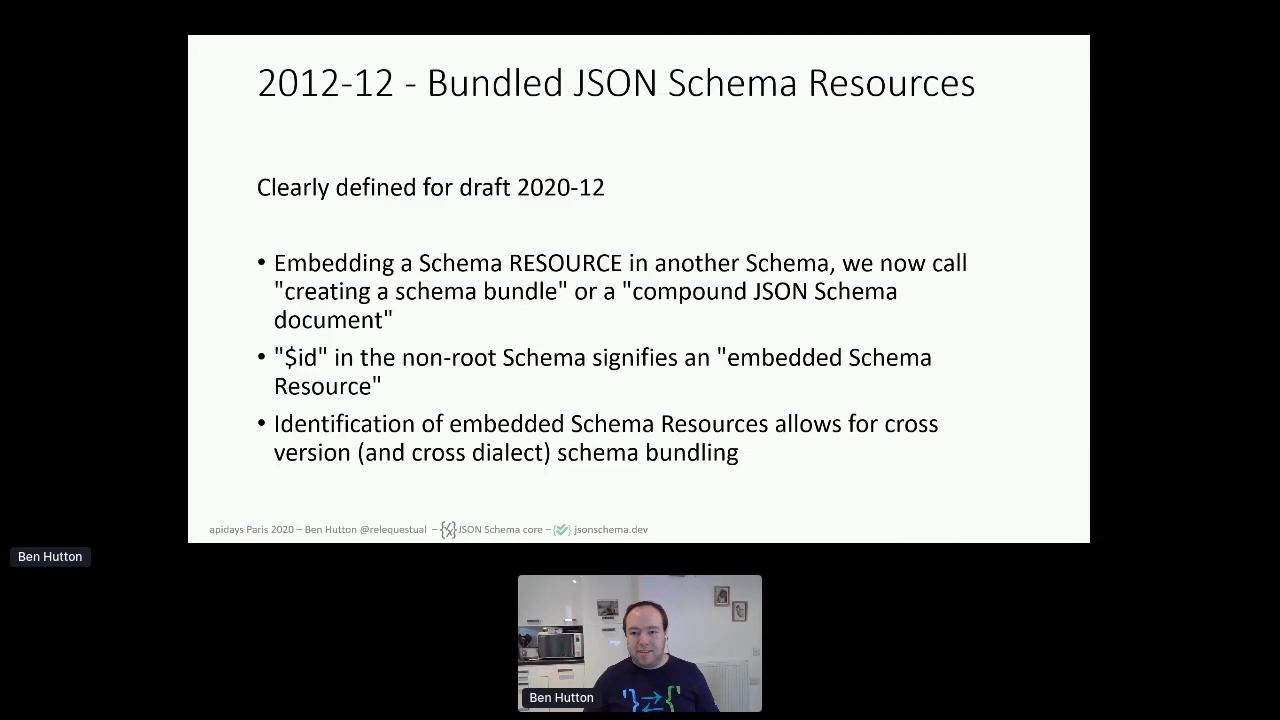 2012-12 - Bundled JSON Schema Resources
Clearly defined for draft 2020-12
• Embedding a Schema RESOURCE in another Schema, we now call
"creating a schema bundle" or a "compound JSON Schema
document"
• "$id" in the non-root Schema signifies an "embedded Schema
Resource"
• Identification of embedded Schema Resources allows for cross
version (and cross dialect) schema bundling
apidays Paris 2020 – Ben Hutton @relequestual – JSON Schema core – jsonschema.dev
Ben Hutton
Ben Hutton